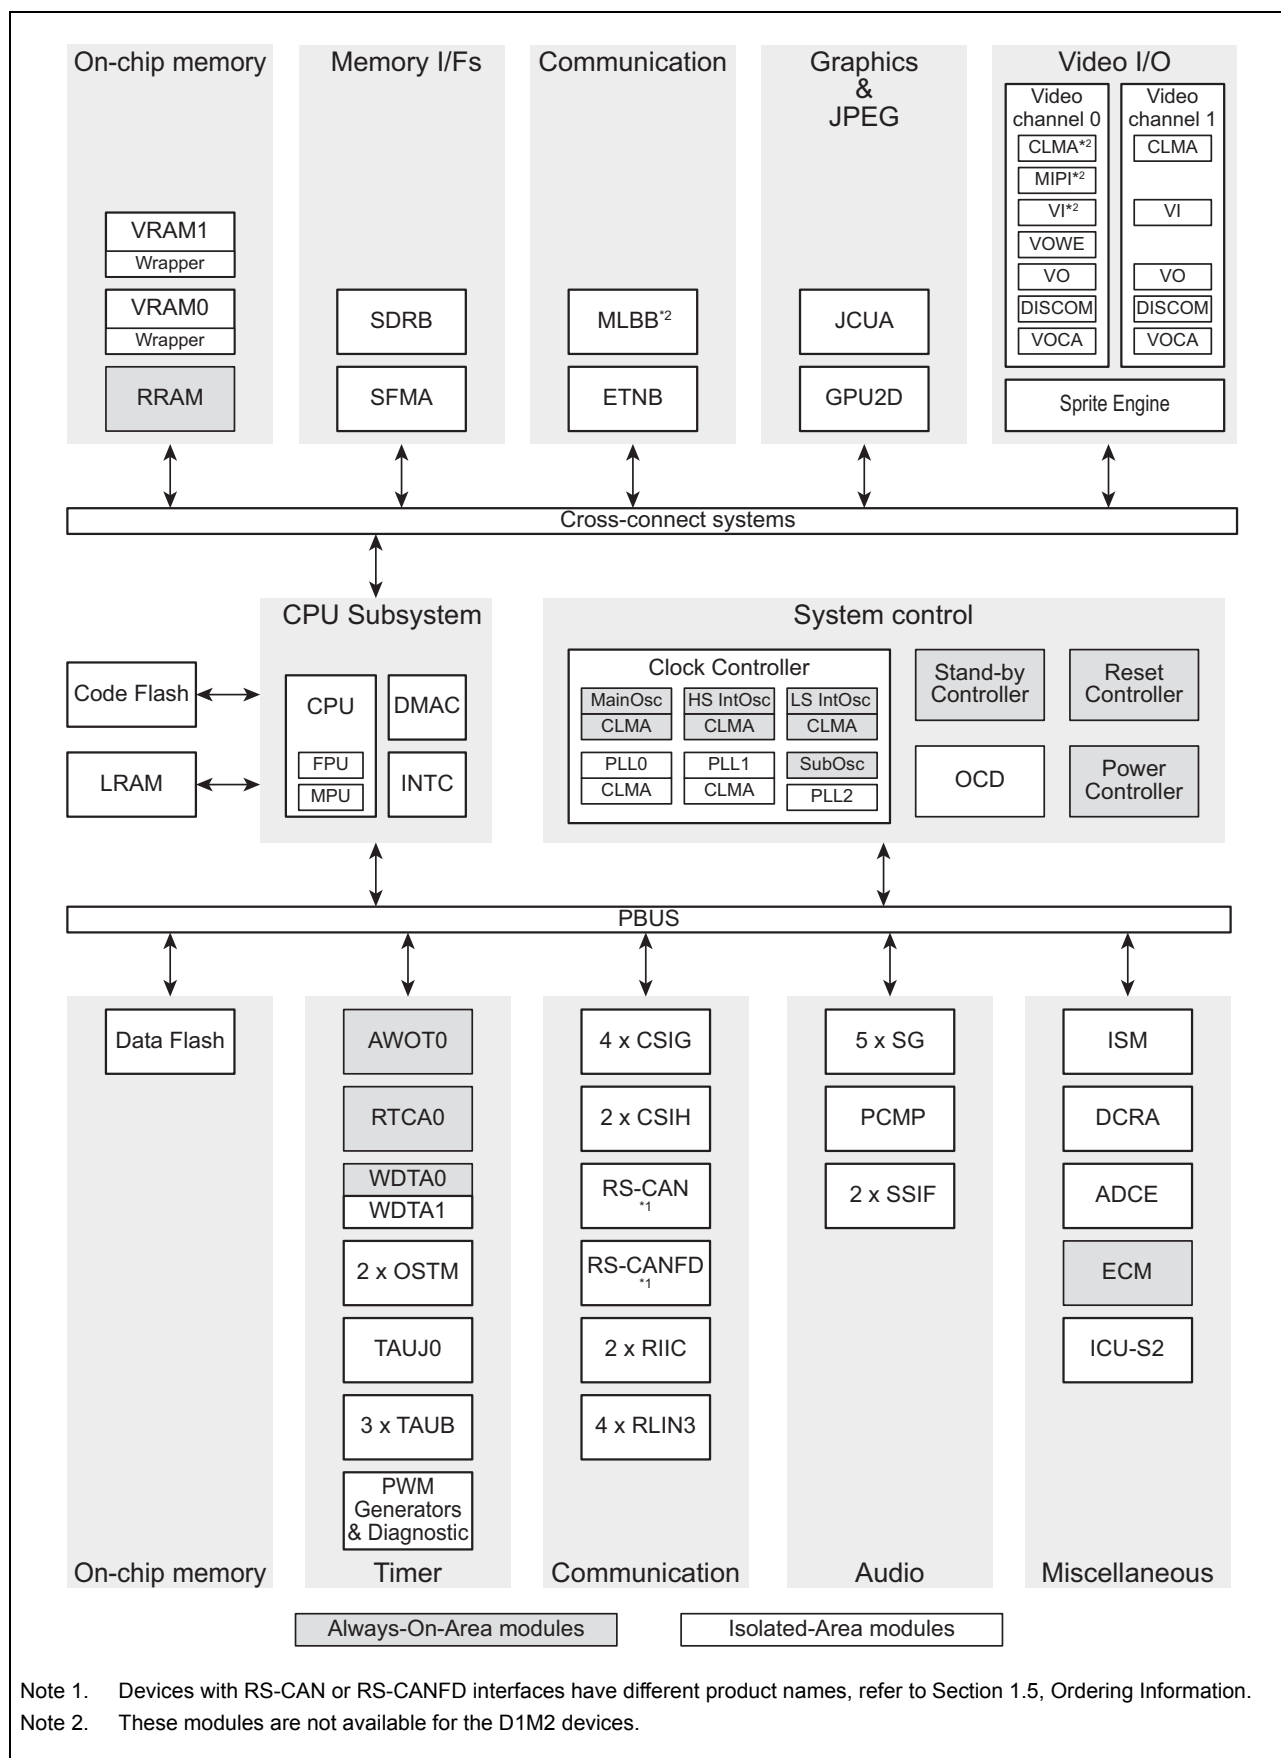 On-chip memory
VRAM1
Wrapper
VRAM0
Wrapper
RRAM
Memory I/Fs
SDRB
SFMA
Communication
MLBB*2
ETNB
Graphics
&
JPEG
JCUA
GPU2D
Video I/O
Video
channel 0
CLMA*2
MIPI*2
VI*2
VOWE
VO
DISCOM
VOCA
Video
channel 1
CLMA
VI
VO
DISCOM
VOCA
Sprite Engine
Cross-connect systems
Code Flash
LRAM
CPU Subsystem
CPU
FPU
MPU
DMAC
INTC
System control
Clock Controller
MainOsc
CLMA
HS IntOsc
CLMA
LS IntOsc
CLMA
PLL0
CLMA
PLL1
CLMA
SubOsc
PLL2
Stand-by
Controller
Reset
Controller
OCD
Power
Controller
PBUS
Data Flash
On-chip memory
AWOT0
RTCA0
WDTA0
WDTA1
2 x OSTM
TAUJ0
3 x TAUB
PWM
Generators
& Diagnostic
Timer
4 x CSIG
2 x CSIH
RS-CAN
*1
RS-CANFD
*1
2 x RIIC
4 x RLIN3
Communication
5 x SG
PCMP
2 x SSIF
Audio
ISM
DCRA
ADCE
ECM
ICU-S2
Miscellaneous
Always-On-Area modules
Isolated-Area modules
Note 1. Devices with RS-CAN or RS-CANFD interfaces have different product names, refer to Section 1.5, Ordering Information.
Note 2. These modules are not available for the D1M2 devices.